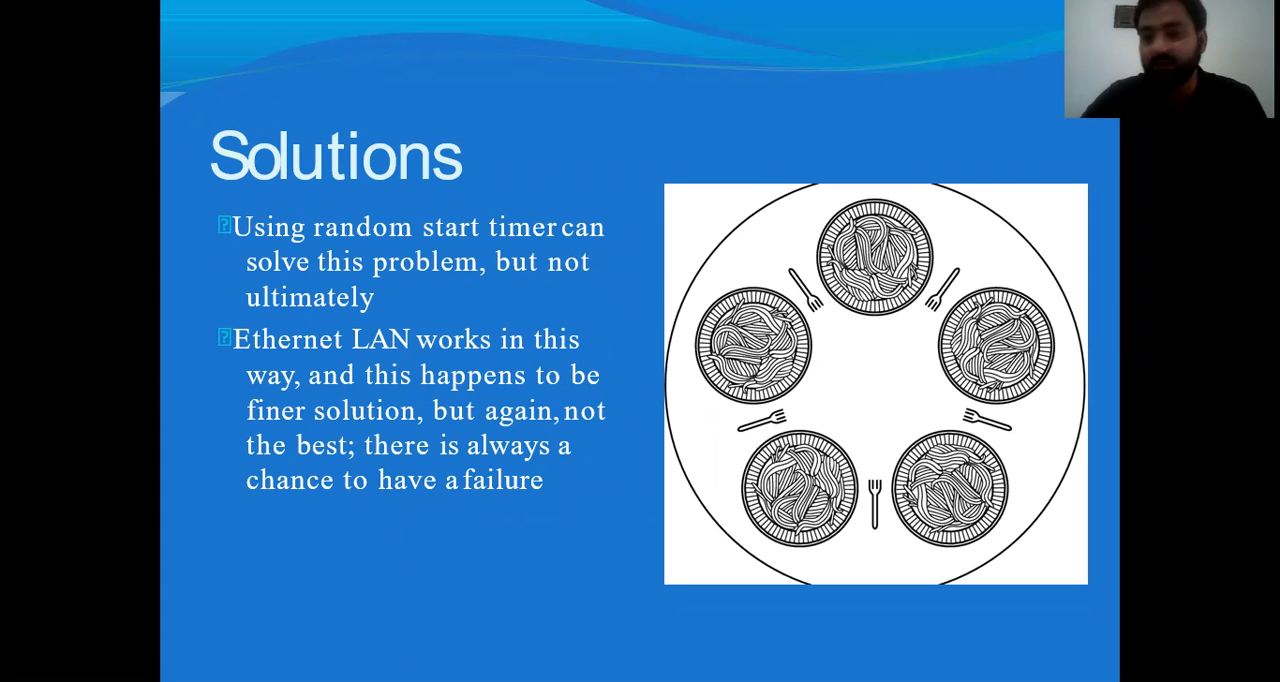 Solutions
Using random start timer can
solve this problem, but not
ultimately
Ethernet LAN works in this
way, and this happens to be
finer solution, but again, not
the best; there is always a
chance to have a failure